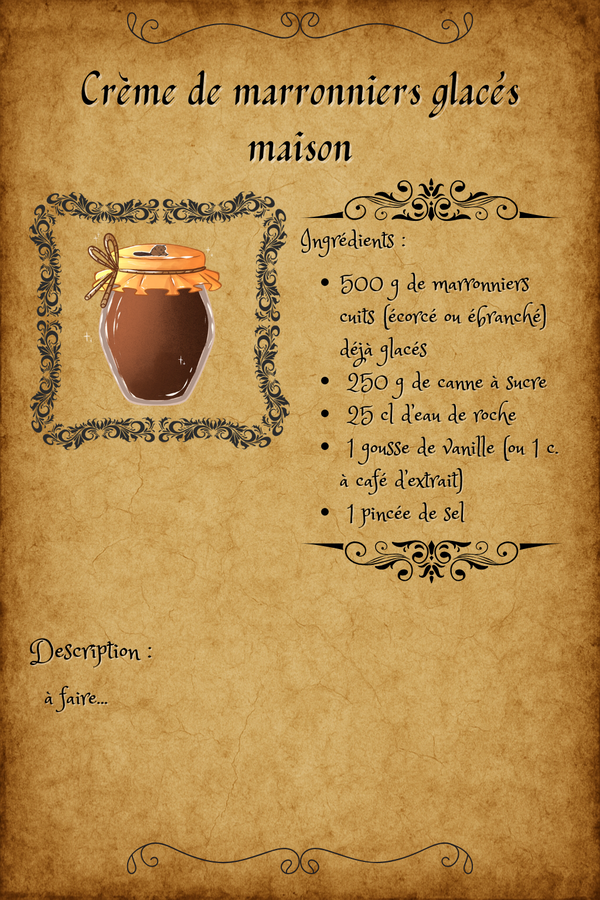 Crème de marronniers glacés
maison
Ingrédients :
• 500 g de marronniers
cuits (écorcé ou ébranché)
déjà glacés
• 250 g de canne à sucre
• 25 cl d'eau de roche
• 1 gousse de vanille (ou 1 c.
à café d'extrait)
• 1 pincée de sel
Description :
à faire...